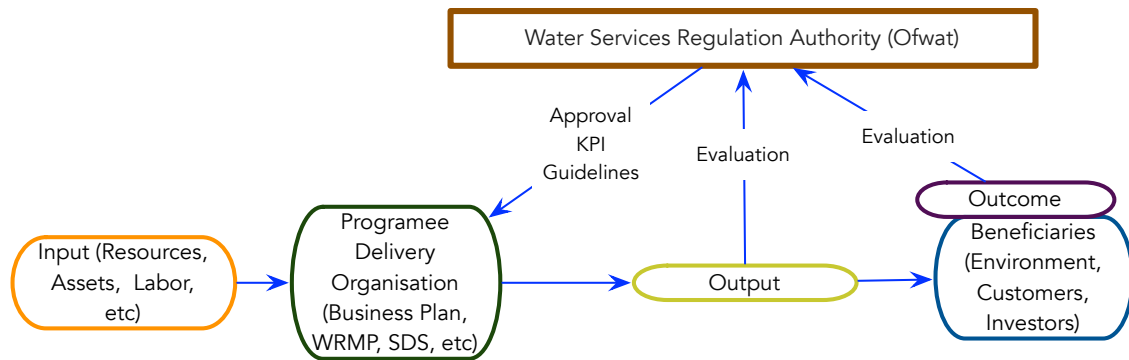 Water Services Regulation Authority (Ofwat)
Approval
KPI
Guidelines
Evaluation
Evaluation
Outcome
Input (Resources,
Assets, Labor,
etc)
Programee
Delivery
Organisation
(Business Plan,
WRMP, SDS, etc)
Output
Beneficiaries
(Environment,
Customers,
Investors)